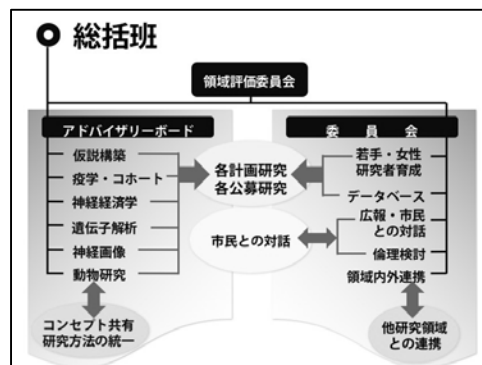 総括班
領域評価委員会
アドバイザリーボード
仮説構築
疫学・コホート
神経経済学
遺伝子解析
神経画像
動物研究
コンセプト共有
研究方法の統一
各計画研究
各公募研究
市民との対話
委員会
若手・女性
研究者育成
データベース
広報・市民
との対話
倫理検討
領域内外連携
他研究領域
との連携